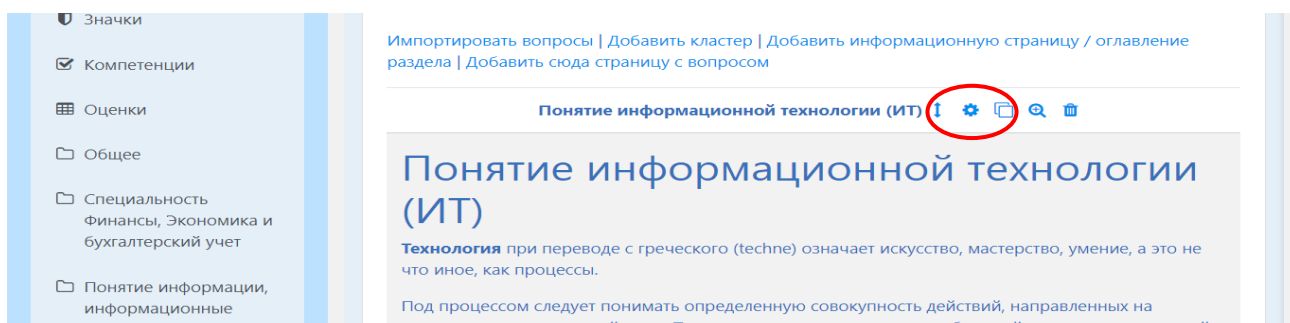 Значки
Компетенции
Оценки
Общее
Специальность
Финансы, Экономика и
бухгалтерский учет
Понятие информации,
информационные
Импортировать вопросы | Добавить кластер | Добавить информационную страницу / оглавление
раздела | Добавить сюда страницу с вопросом
Понятие информационной технологии (ИТ)
Понятие информационной технологии
(ИТ)
Технология при переводе с греческого (techne) означает искусство, мастерство, умение, а это не
что иное, как процессы.
Под процессом следует понимать определенную совокупность действий, направленных на